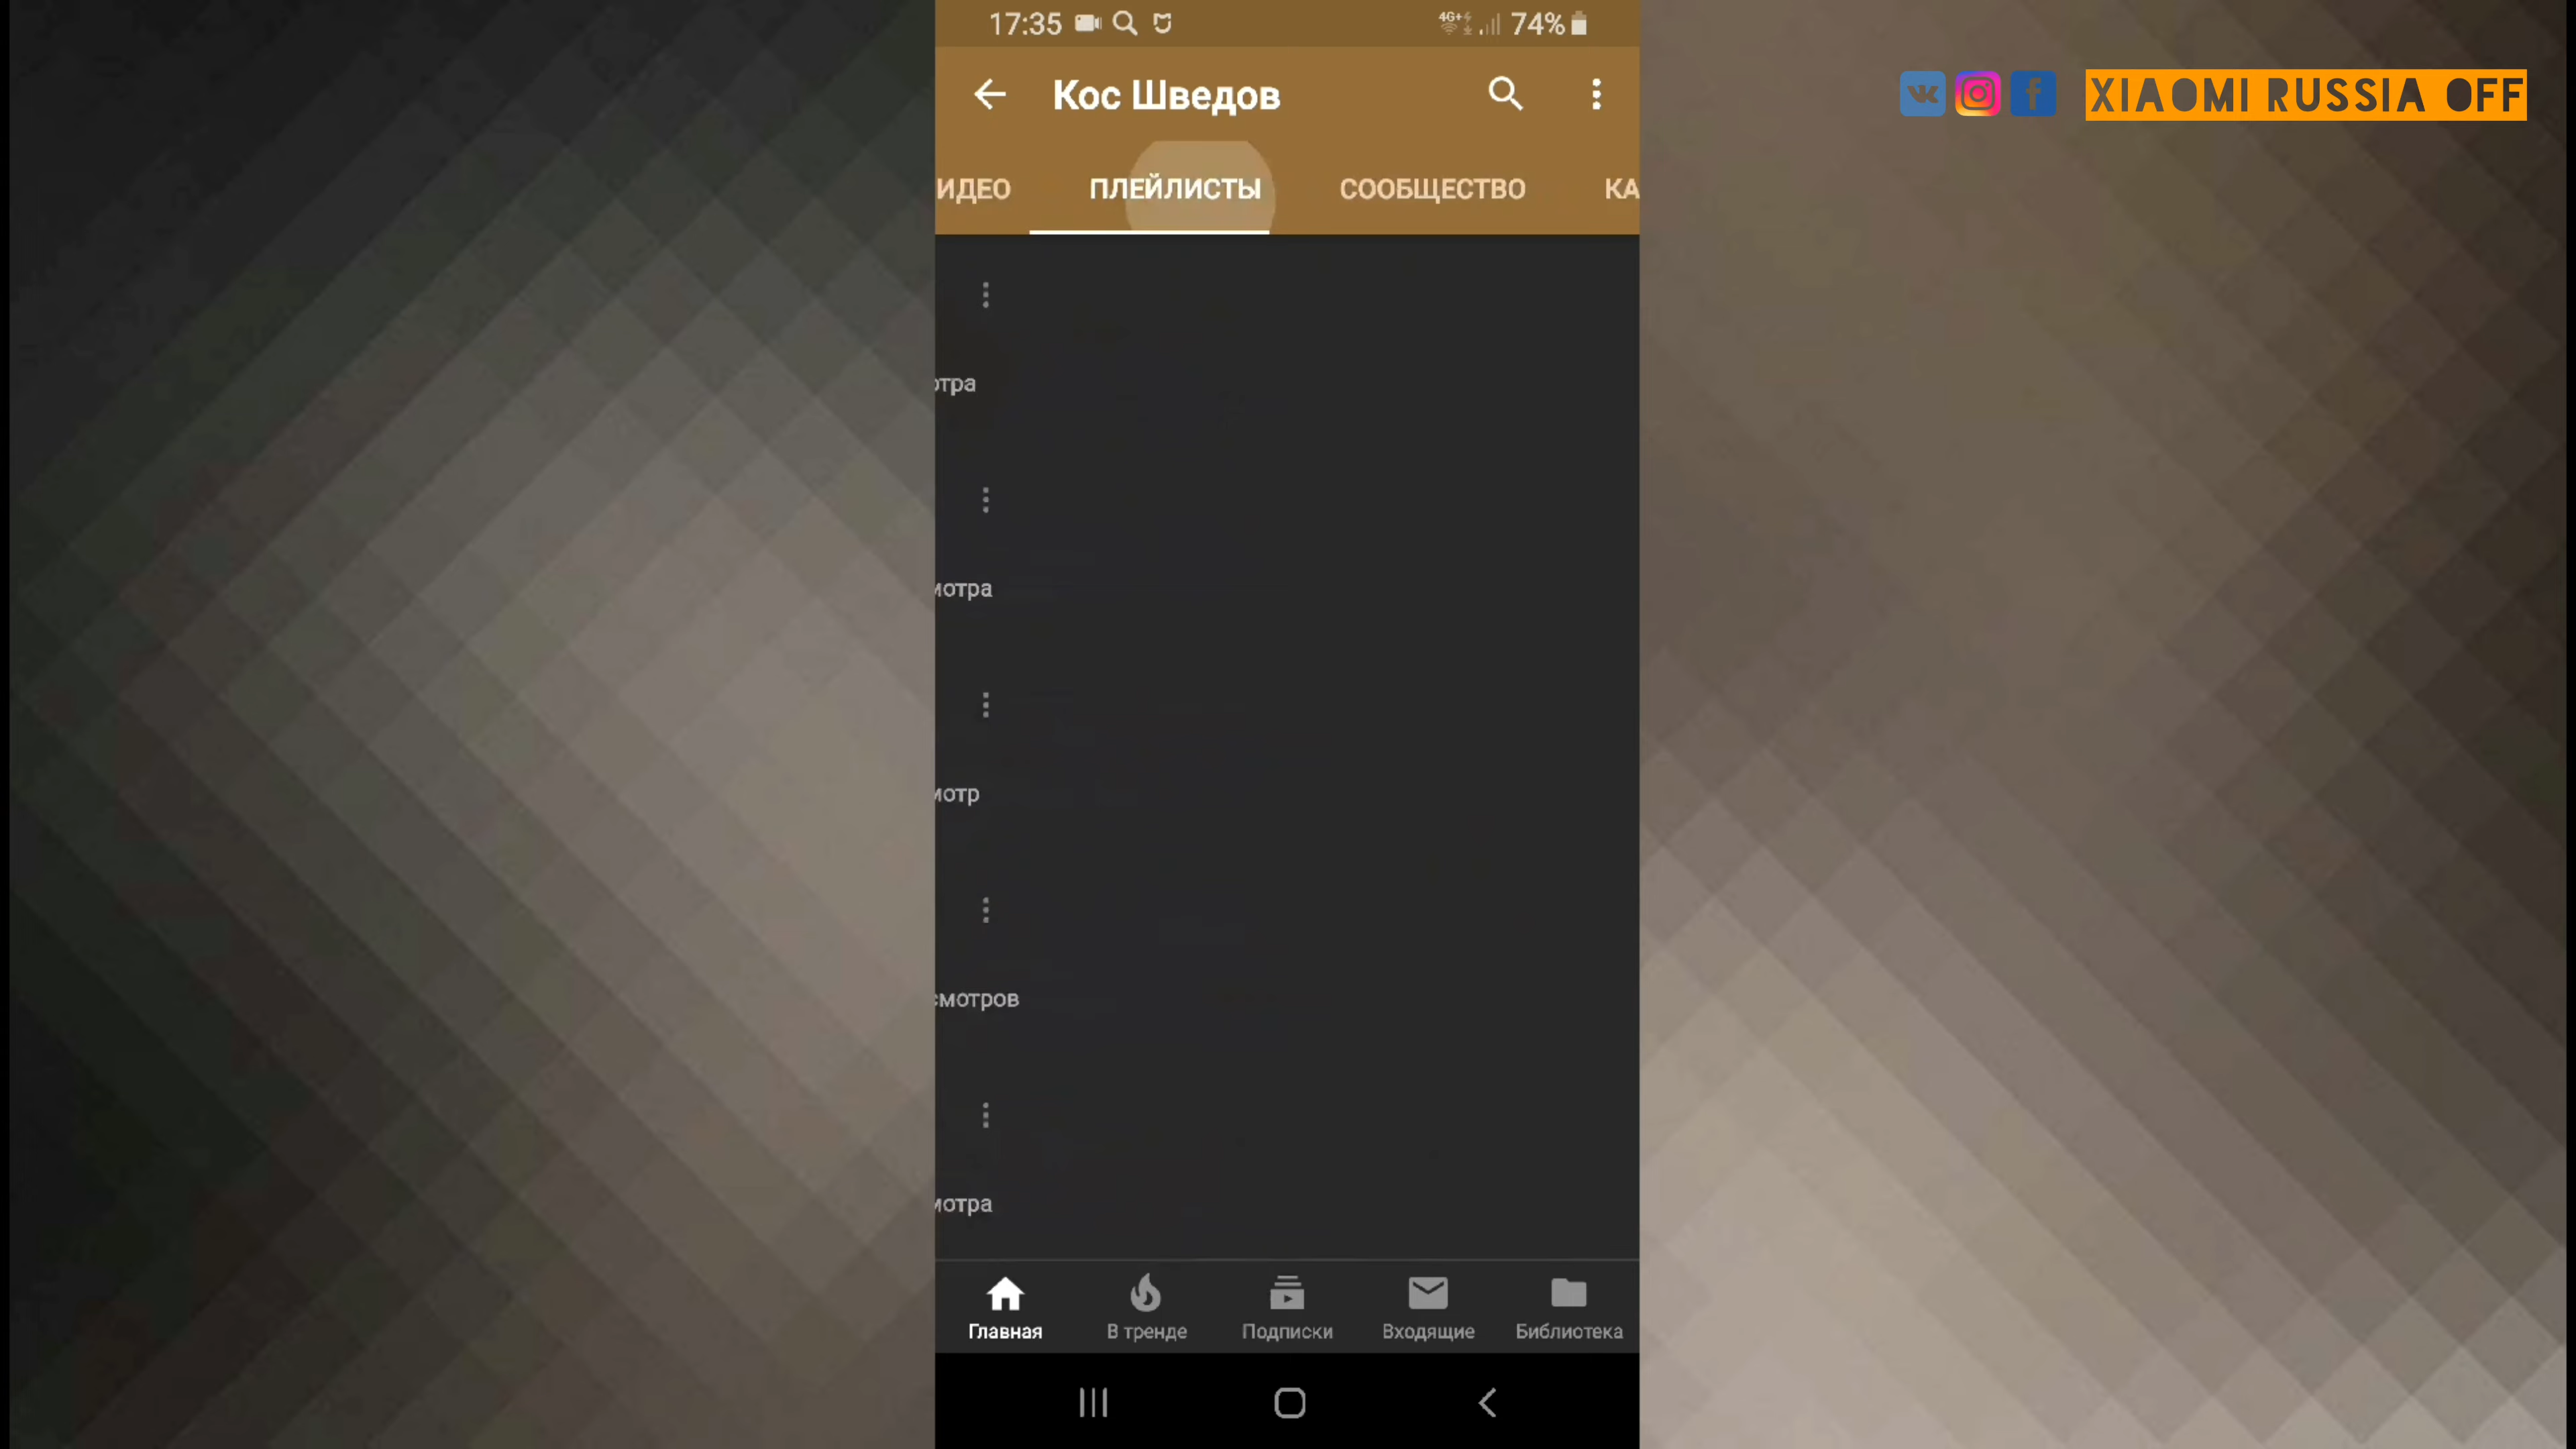 17:35
4G+ 74%
Кос Шведов
XIAOMI RUSSIA OFF
ИДЕО ПЛЕЙЛИСТЫ СООБЩЕСТВО КА
отра
мотра
мотр
смотров
мотра
Главная В тренде Подписки Входящие Библиотека